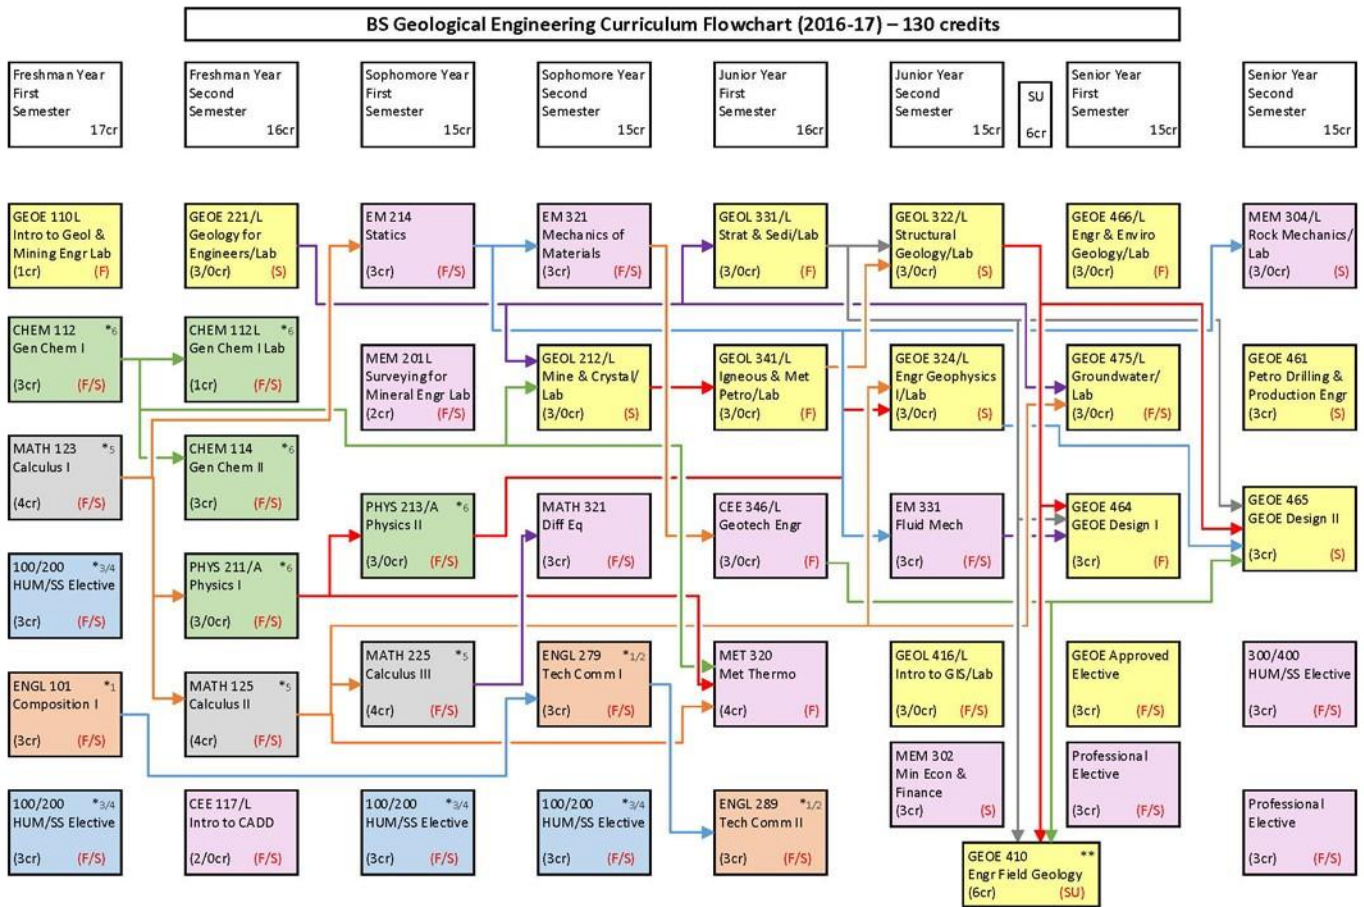 BS Geological Engineering Curriculum Flowchart (2016-17) – 130 credits
Freshman Year
First
Semester
17cr
Freshman Year
Second
Semester
16cr
Sophomore Year
First
Semester
15cr
Sophomore Year
Second
Semester
15cr
Junior Year
First
Semester
16cr
Junior Year
Second
Semester
15cr
SU
6cr
Senior Year
First
Semester
15cr
Senior Year
Second
Semester
15cr
GEOE 110L
Intro to Geol &
Mining Engr Lab
(1cr) (F)
CHEM 112 *6
Gen Chem I
(3cr) (F/S)
MATH 123 *5
Calculus I
(4cr) (F/S)
100/200 *3/4
HUM/SS Elective
(3cr) (F/S)
ENGL 101 *1
Composition I
(3cr) (F/S)
100/200 *3/4
HUM/SS Elective
(3cr) (F/S)
GEOE 221/L
Geology for
Engineers/Lab
(3/0cr) (S)
CHEM 112L *6
Gen Chem I Lab
(1cr) (F/S)
CHEM 114 *6
Gen Chem II
(3cr) (F/S)
PHYS 211/A *6
Physics I
(3/0cr) (F/S)
MATH 125 *5
Calculus II
(4cr) (F/S)
CEE 117/L
Intro to CADD
(2/0cr) (F/S)
EM 214
Statics
(3cr) (F/S)
MEM 201L
Surveying for
Mineral Engr Lab
(2cr) (F/S)
PHYS 213/A *6
Physics II
(3/0cr) (F/S)
MATH 225 *5
Calculus III
(4cr) (F/S)
100/200 *3/4
HUM/SS Elective
(3cr) (F/S)
EM 321
Mechanics of
Materials
(3cr) (F/S)
GEOL 212/L
Mine & Crystal/
Lab
(3/0cr) (S)
MATH 321
Diff Eq
(3cr) (F/S)
ENGL 279 *1/2
Tech Comm I
(3cr) (F/S)
100/200 *3/4
HUM/SS Elective
(3cr) (F/S)
GEOL 331/L
Strat & Sedi/Lab
(3/0cr) (F)
GEOL 341/L
Igneous & Met
Petro/Lab
(3/0cr) (F)
CEE 346/L
Geotech Engr
(3/0cr) (F)
MET 320
Met Thermo
(4cr) (F)
ENGL 289 *1/2
Tech Comm II
(3cr) (F/S)
GEOL 322/L
Structural
Geology/Lab
(3/0cr) (S)
GEOE 324/L
Engr Geophysics
I/Lab
(3/0cr) (S)
EM 331
Fluid Mech
(3cr) (F/S)
GEOL 416/L
Intro to GIS/Lab
(3/0cr) (F/S)
MEM 302
Min Econ &
Finance
(3cr) (S)
GEOE 410 **
Engr Field Geology
(6cr) (SU)
GEOE 466/L
Engr & Enviro
Geology/Lab
(3/0cr) (F)
GEOE 475/L
Groundwater/
Lab
(3/0cr) (F/S)
GEOE 464
GEOE Design I
(3cr) (F)
GEOE Approved
Elective
(3cr) (F/S)
Professional
Elective
(3cr) (F/S)
MEM 304/L
Rock Mechanics/
Lab
(3/0cr) (S)
GEOE 461
Petro Drilling &
Production Engr
(3cr) (S)
GEOE 465
GEOE Design II
(3cr) (S)
300/400
HUM/SS Elective
(3cr) (F/S)
Professional
Elective
(3cr) (F/S)